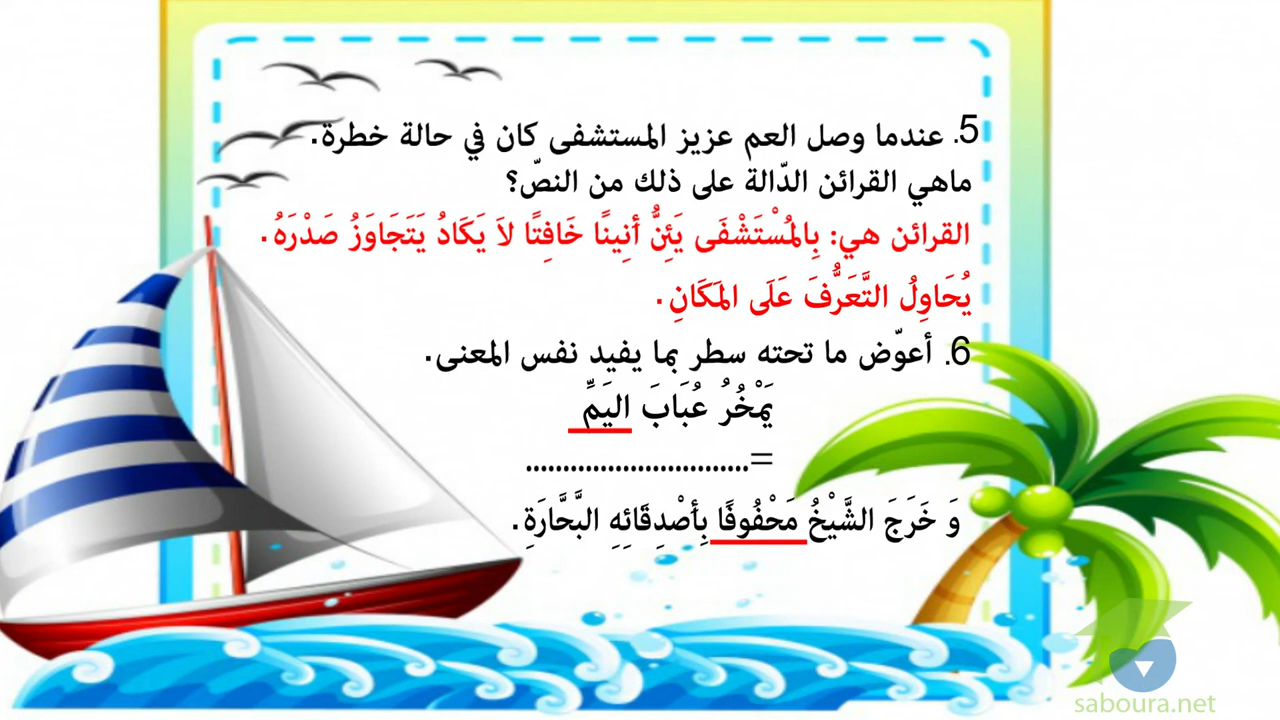 5. عندما وصل العم عزيز المستشفى كان في حالة خطرة.
ماهي القرائن الدّالة على ذلك من النصّ؟
القرائن هي: بِالمُسْتَشْفَى يَئِنُّ أَنِينًا خَافِتًا لاَ يَكَادُ يَتَجَاوَزُ صَدْرَهُ.
يُحَاوِلُ التَّعَرُّفَ عَلَى المَكَانِ.
6. أعوّض ما تحته سطر بما يفيد نفس المعنى.
يَمْخُرُ عُبَابَ اليَمِّ
=..............................
وَ خَرَجَ الشَّيْخُ مَحْفُوفًا بِأَصْدِقَائِهِ البَّحَّارَةِ.
saboura.net